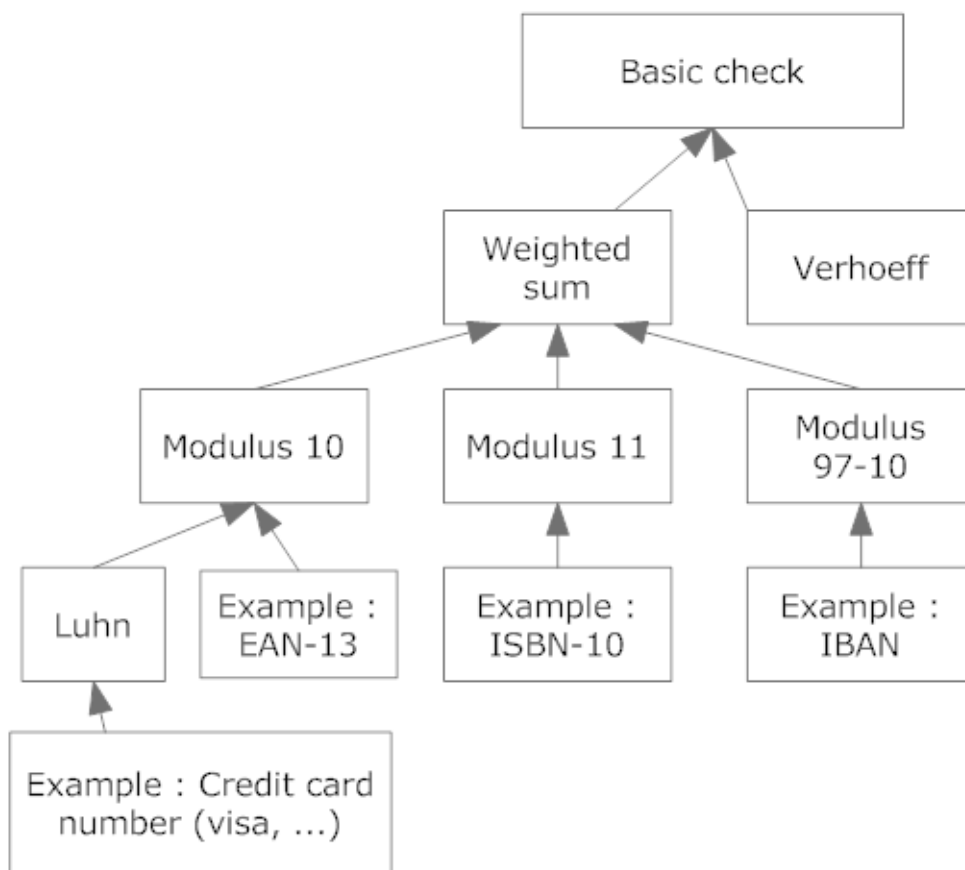 Basic check
Weighted
sum
Verhoeff
Modulus 10
Modulus 11
Modulus
97-10
Luhn
Example :
EAN-13
Example :
ISBN-10
Example :
IBAN
Example : Credit card
number (visa, ...)